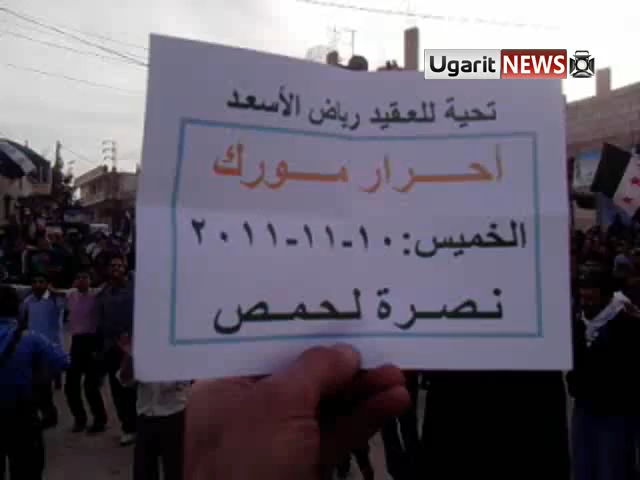 Ugarit NEWS
تحية للعقيد رياض الأسعد
أحرار مورك
الخميس: ١٠-١١-٢٠١١
نصرة لحمص